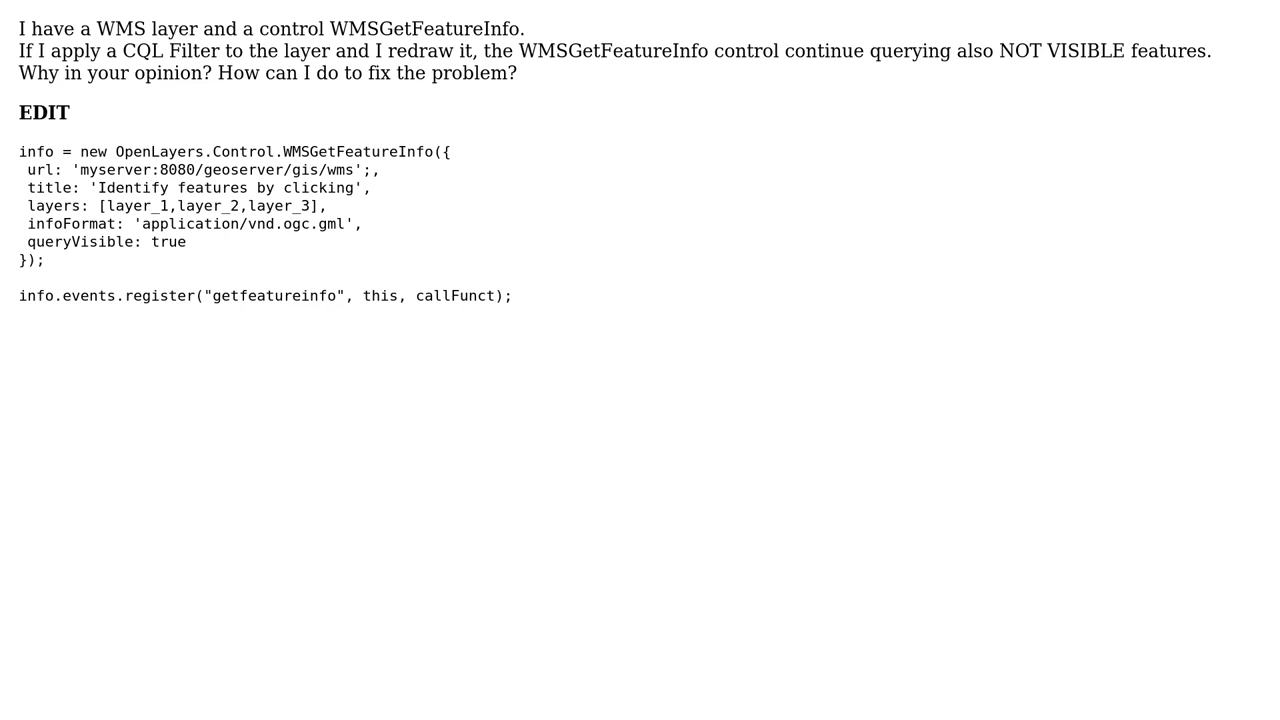 I have a WMS layer and a control WMSGetFeatureInfo.
If I apply a CQL Filter to the layer and I redraw it, the WMSGetFeatureInfo control continue querying also NOT VISIBLE features.
Why in your opinion? How can I do to fix the problem?
EDIT
info = new OpenLayers.Control.WMSGetFeatureInfo({
 url: 'myserver:8080/geoserver/gis/wms';,
 title: 'Identify features by clicking',
 layers: [layer_1,layer_2,layer_3],
 infoFormat: 'application/vnd.ogc.gml',
 queryVisible: true
});
info.events.register("getfeatureinfo", this, callFunct);